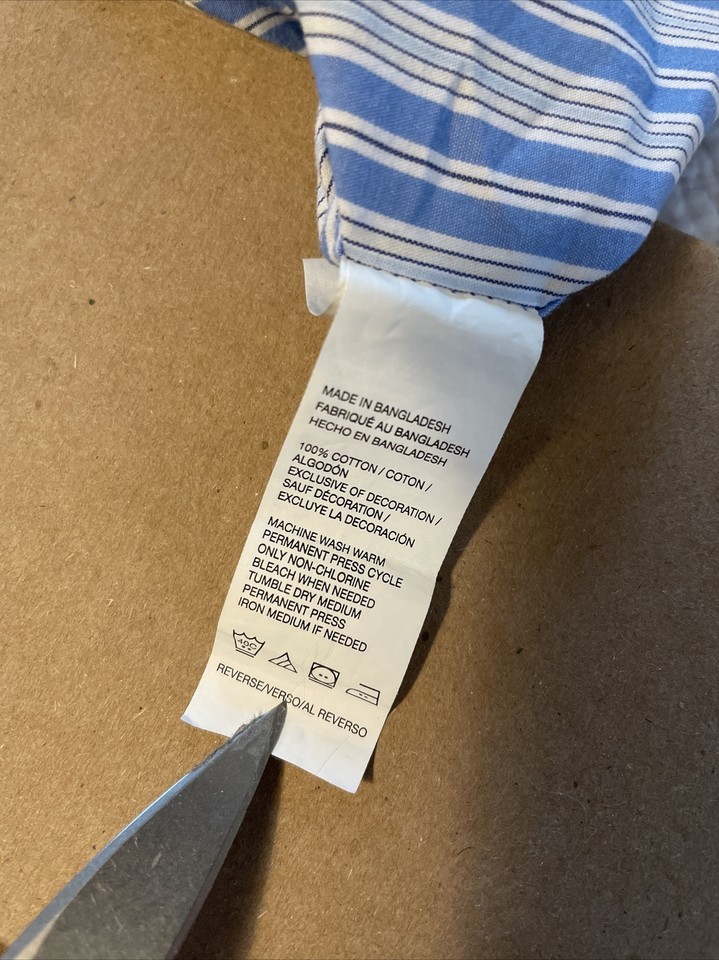 MADE IN BANGLADESH
FABRIQUÉ AU BANGLADESH
HECHO EN BANGLADESH
100% COTTON / COTON /
ALGODÓN
EXCLUSIVE OF DECORATION /
SAUF DÉCORATION /
EXCLUYE LA DECORACIÓN
MACHINE WASH WARM
PERMANENT PRESS CYCLE
ONLY NON-CHLORINE
BLEACH WHEN NEEDED
TUMBLE DRY MEDIUM
PERMANENT PRESS
IRON MEDIUM IF NEEDED
40C
REVERSE/VERSO/AL REVERSO